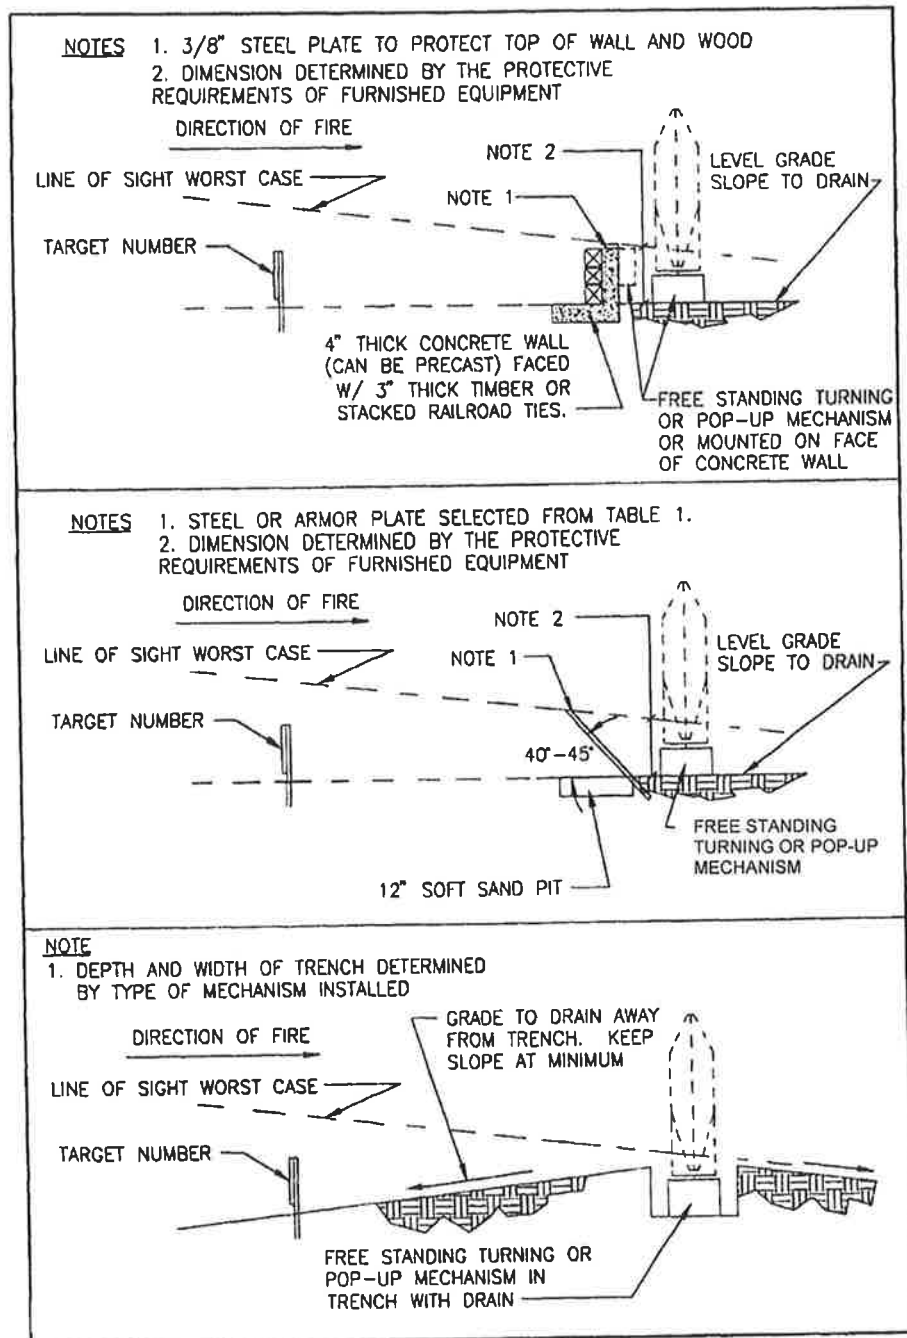 NOTES 1. 3/8" STEEL PLATE TO PROTECT TOP OF WALL AND WOOD
2. DIMENSION DETERMINED BY THE PROTECTIVE
REQUIREMENTS OF FURNISHED EQUIPMENT
DIRECTION OF FIRE
NOTE 2
LEVEL GRADE
SLOPE TO DRAIN
LINE OF SIGHT WORST CASE
NOTE 1
TARGET NUMBER
4" THICK CONCRETE WALL
(CAN BE PRECAST) FACED
W/ 3" THICK TIMBER OR
STACKED RAILROAD TIES.
FREE STANDING TURNING
OR POP-UP MECHANISM
OR MOUNTED ON FACE
OF CONCRETE WALL
NOTES 1. STEEL OR ARMOR PLATE SELECTED FROM TABLE 1.
2. DIMENSION DETERMINED BY THE PROTECTIVE
REQUIREMENTS OF FURNISHED EQUIPMENT
DIRECTION OF FIRE
NOTE 2
LEVEL GRADE
SLOPE TO DRAIN
LINE OF SIGHT WORST CASE
NOTE 1
TARGET NUMBER
40°-45°
FREE STANDING
TURNING OR POP-UP
MECHANISM
12" SOFT SAND PIT
NOTE
1. DEPTH AND WIDTH OF TRENCH DETERMINED
BY TYPE OF MECHANISM INSTALLED
GRADE TO DRAIN AWAY
FROM TRENCH. KEEP
SLOPE AT MINIMUM
DIRECTION OF FIRE
LINE OF SIGHT WORST CASE
TARGET NUMBER
FREE STANDING TURNING OR
POP-UP MECHANISM IN
TRENCH WITH DRAIN